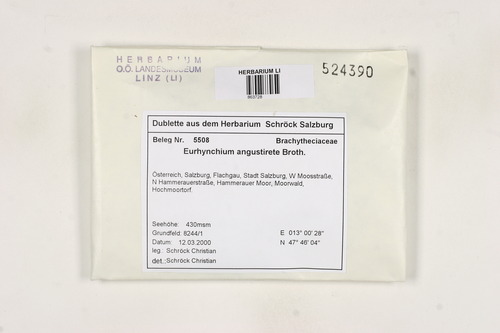 HERBARIUM
O.Ö. LANDESMUSEUM
LINZ (LI)
HERBARIUM LI
524390
Dublette aus dem Herbarium Schröck Salzburg
Beleg Nr. 5508 Brachytheciaceae
Eurhynchium angustirete Broth.
Österreich, Salzburg, Flachgau, Stadt Salzburg, W Moosstraße,
N Hammerauerstraße, Hammerauer Moor, Moorwald,
Hochmoortorf.
Seehöhe: 430msm
Grundfeld: 8244/1 E 013° 00' 28"
Datum: 12.03.2000 N 47° 46' 04"
leg.: Schröck Christian
det.: Schröck Christian